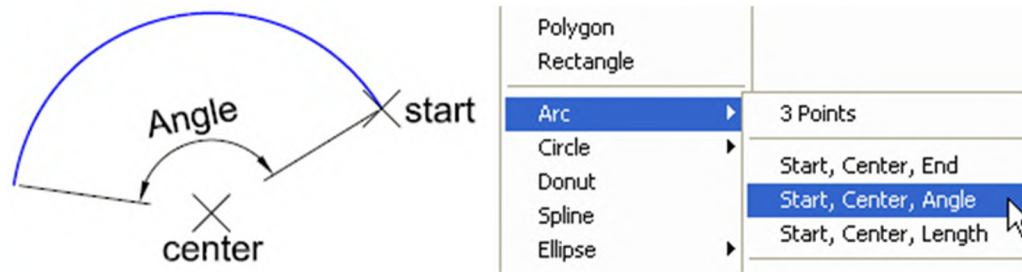 Angle
start
center
Polygon
Rectangle
Arc
Circle
Donut
Spline
Ellipse
3 Points
Start, Center, End
Start, Center, Angle
Start, Center, Length